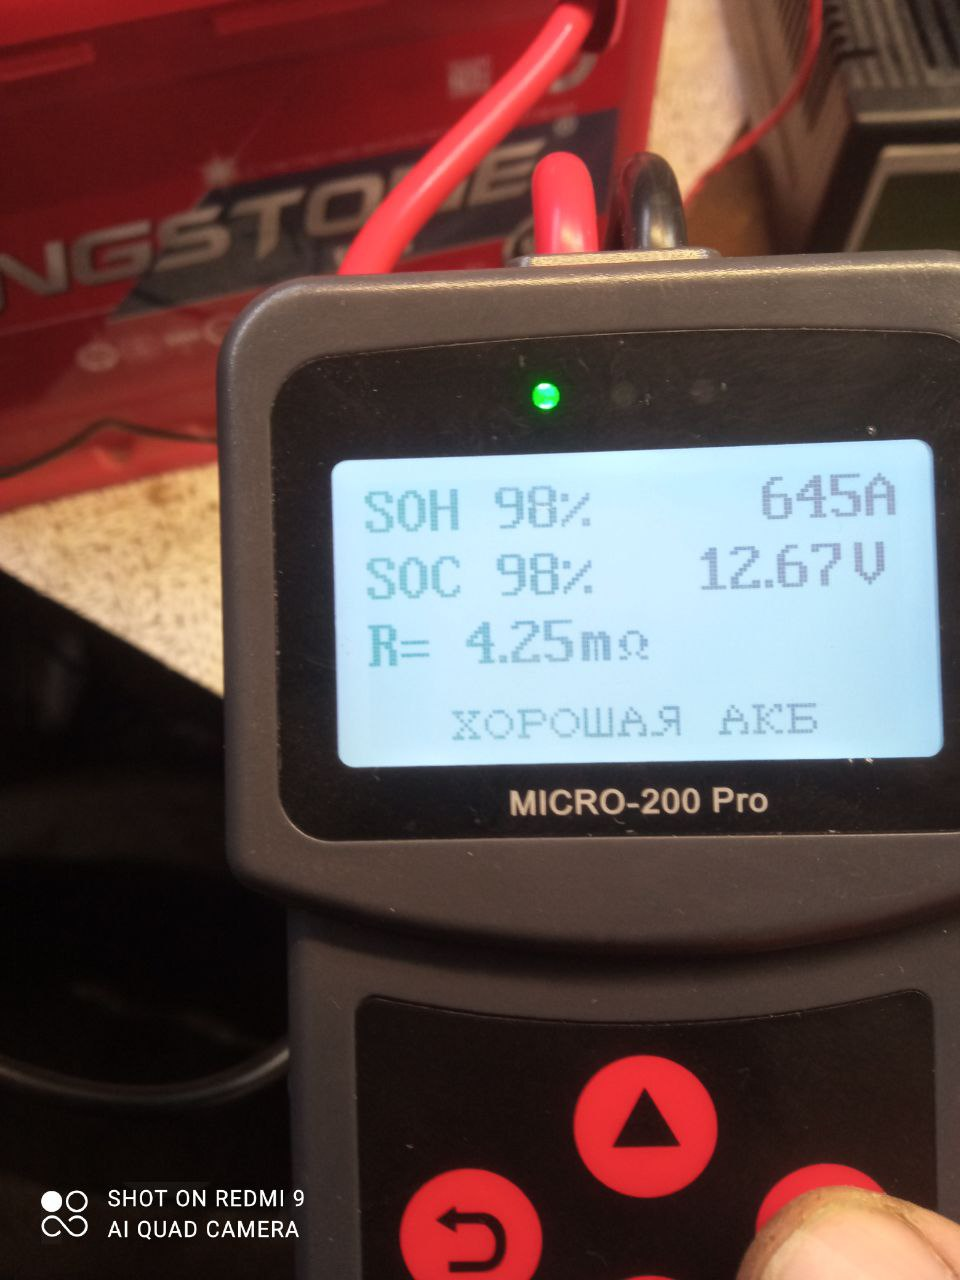 NGSTONE
SOH 98% 645A
SOC 98% 12.67V
R= 4.25mΩ
ХОРОШАЯ АКБ
MICRO-200 Pro
SHOT ON REDMI 9
AI QUAD CAMERA